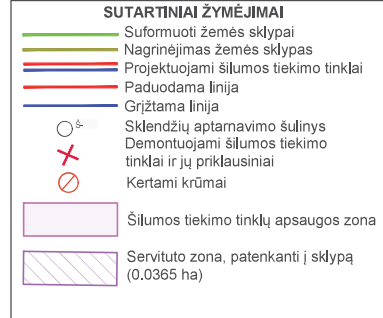 SUTARTINIAI ŽYMĖJIMAI
Suformuoti žemės sklypai
Nagrinėjimas žemės sklypas
Projektuojami šilumos tiekimo tinklai
Paduodama linija
Grįžtama linija
Sklendžių aptarnavimo šulinys
Demontuojami šilumos tiekimo
tinklai ir jų priklausiniai
Kertami krūmai
Šilumos tiekimo tinklų apsaugos zona
Servituto zona, patenkanti į sklypą
(0.0365 ha)